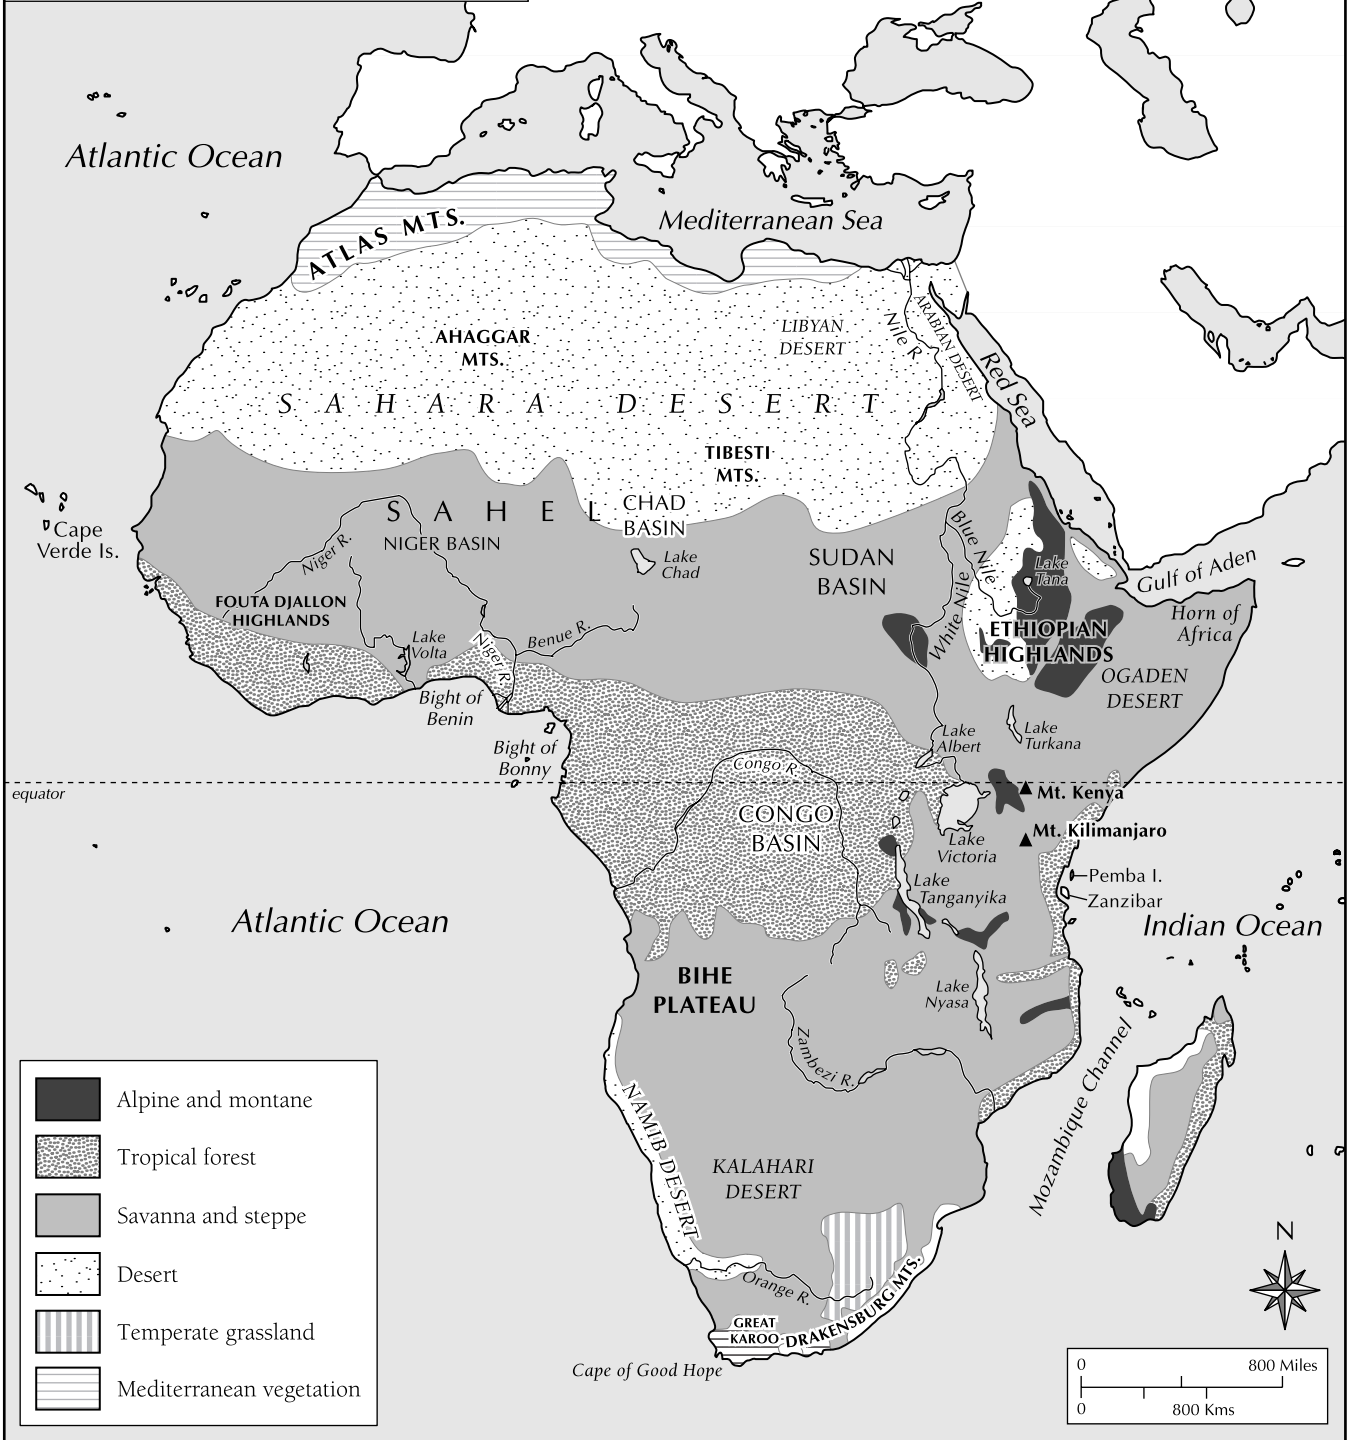 Atlantic Ocean
Mediterranean Sea
ATLAS MTS.
AHAGGAR
MTS.
LIBYAN
DESERT
Nile R.
ARABIAN DESERT
Red Sea
SAHARA DESERT
TIBESTI
MTS.
Cape
Verde Is.
SAHEL
CHAD
BASIN
NIGER BASIN
Niger R.
Lake
Chad
SUDAN
BASIN
Blue Nile
White Nile
Lake
Tana
Gulf of Aden
Horn of
Africa
FOUTA DJALLON
HIGHLANDS
Lake
Volta
Niger R.
Benue R.
ETHIOPIAN
HIGHLANDS
OGADEN
DESERT
Bight of
Benin
Bight of
Bonny
Lake
Albert
Lake
Turkana
equator
Congo R.
CONGO
BASIN
Mt. Kenya
Mt. Kilimanjaro
Lake
Victoria
Lake
Tanganyika
Pemba I.
Zanzibar
Atlantic Ocean
Indian Ocean
BIHE
PLATEAU
Lake
Nyasa
Zambezi R.
Mozambique Channel
NAMIB DESERT
KALAHARI
DESERT
Orange R.
GREAT
KAROO
DRAKENSBURG MTS.
Cape of Good Hope
Alpine and montane
Tropical forest
Savanna and steppe
Desert
Temperate grassland
Mediterranean vegetation
N
0 800 Miles
0 800 Kms